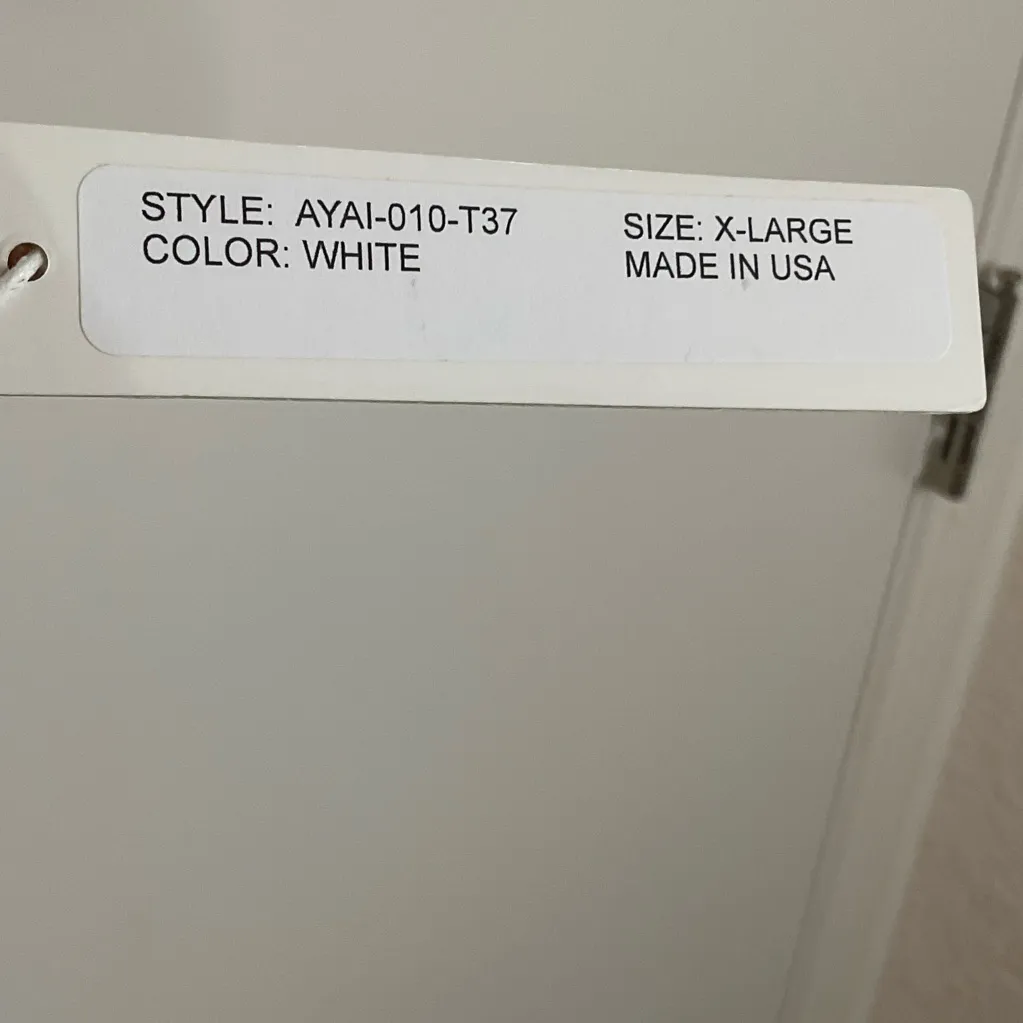 STYLE: AYAI-010-T37
COLOR: WHITE
SIZE: X-LARGE
MADE IN USA